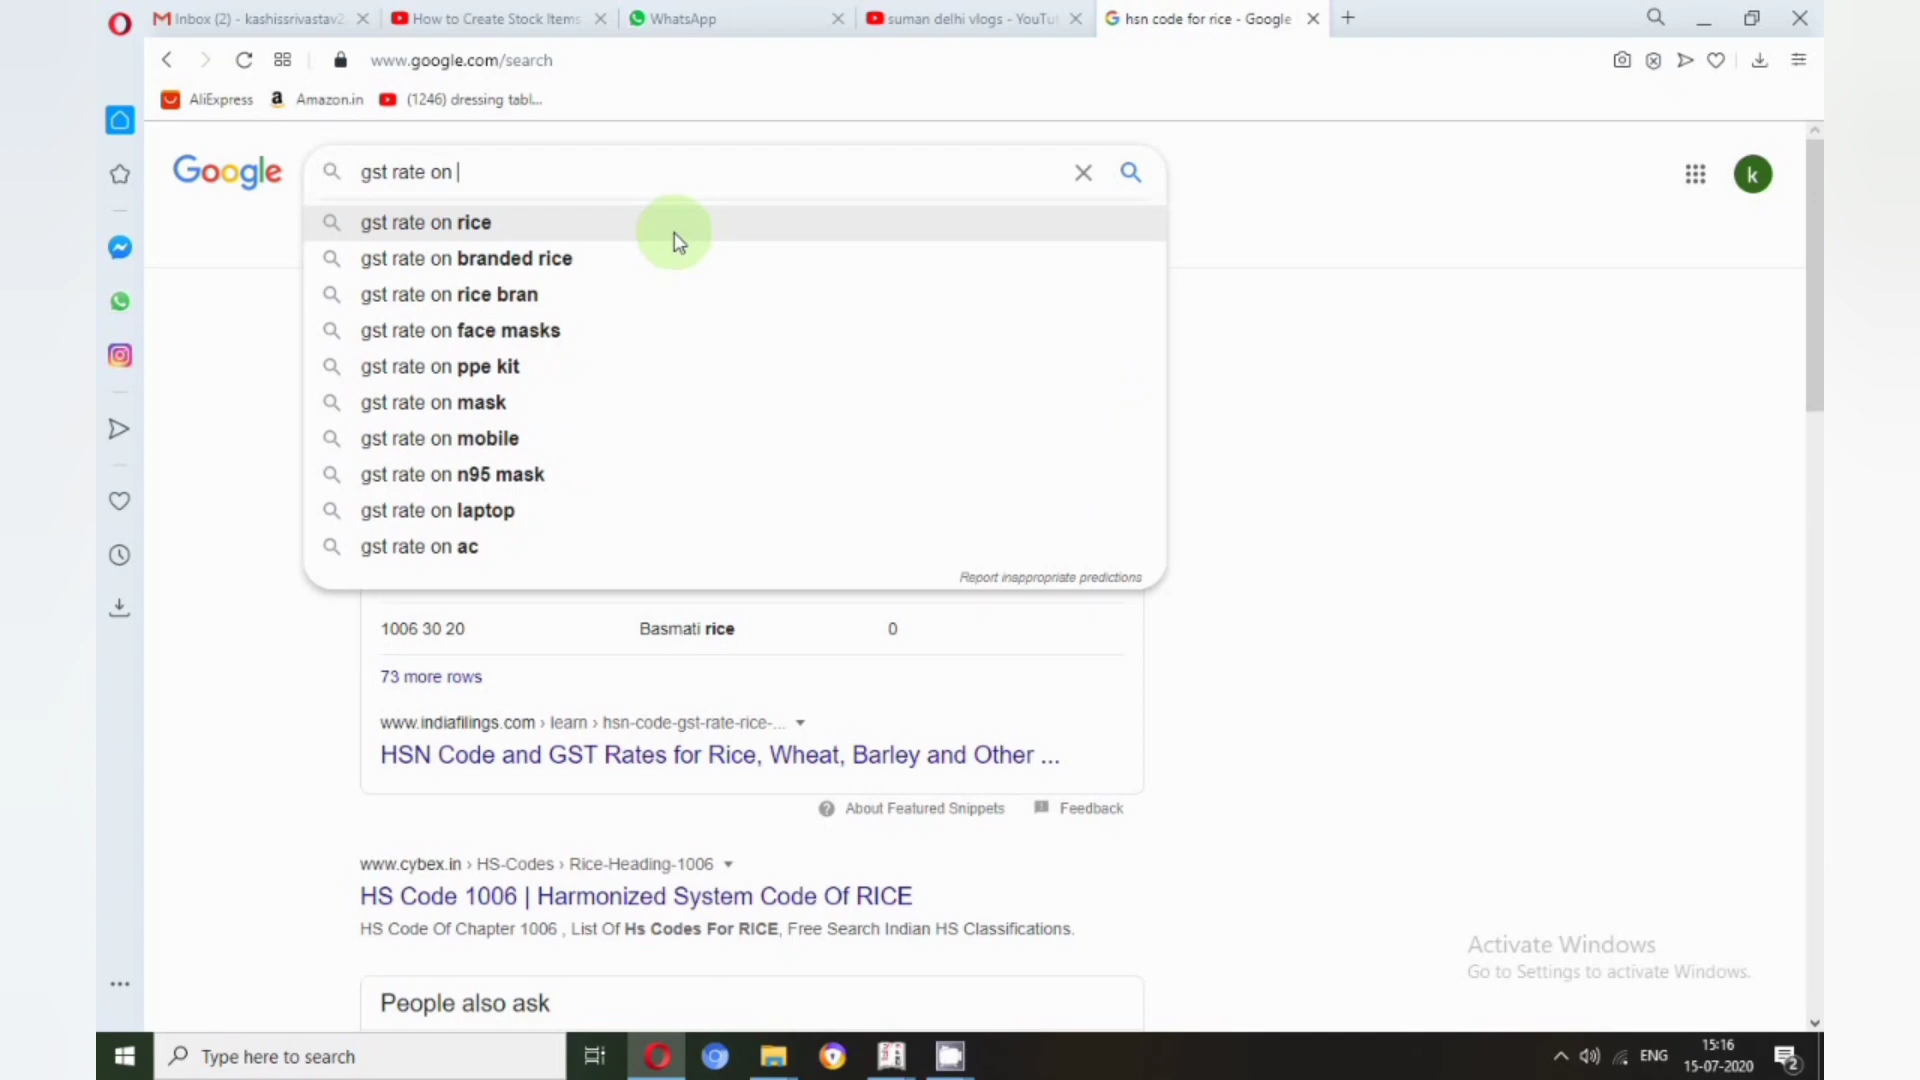 Inbox (2) - kashissrivastav2
How to Create Stock Items
WhatsApp
suman delhi vlogs - YouTu
hsn code for rice - Google
www.google.com/search
AliExpress
Amazon.in
(1246) dressing tabl...
Google
gst rate on
k
gst rate on rice
gst rate on branded rice
gst rate on rice bran
gst rate on face masks
gst rate on ppe kit
gst rate on mask
gst rate on mobile
gst rate on n95 mask
gst rate on laptop
gst rate on ac
Report inappropriate predictions
1006 30 20 Basmati rice 0
73 more rows
www.indiafilings.com › learn › hsn-code-gst-rate-rice-...
HSN Code and GST Rates for Rice, Wheat, Barley and Other ...
About Featured Snippets Feedback
www.cybex.in › HS-Codes › Rice-Heading-1006
HS Code 1006 | Harmonized System Code Of RICE
HS Code Of Chapter 1006 , List Of Hs Codes For RICE, Free Search Indian HS Classifications.
Activate Windows
Go to Settings to activate Windows.
People also ask
Type here to search
ENG
15:16
15-07-2020
2